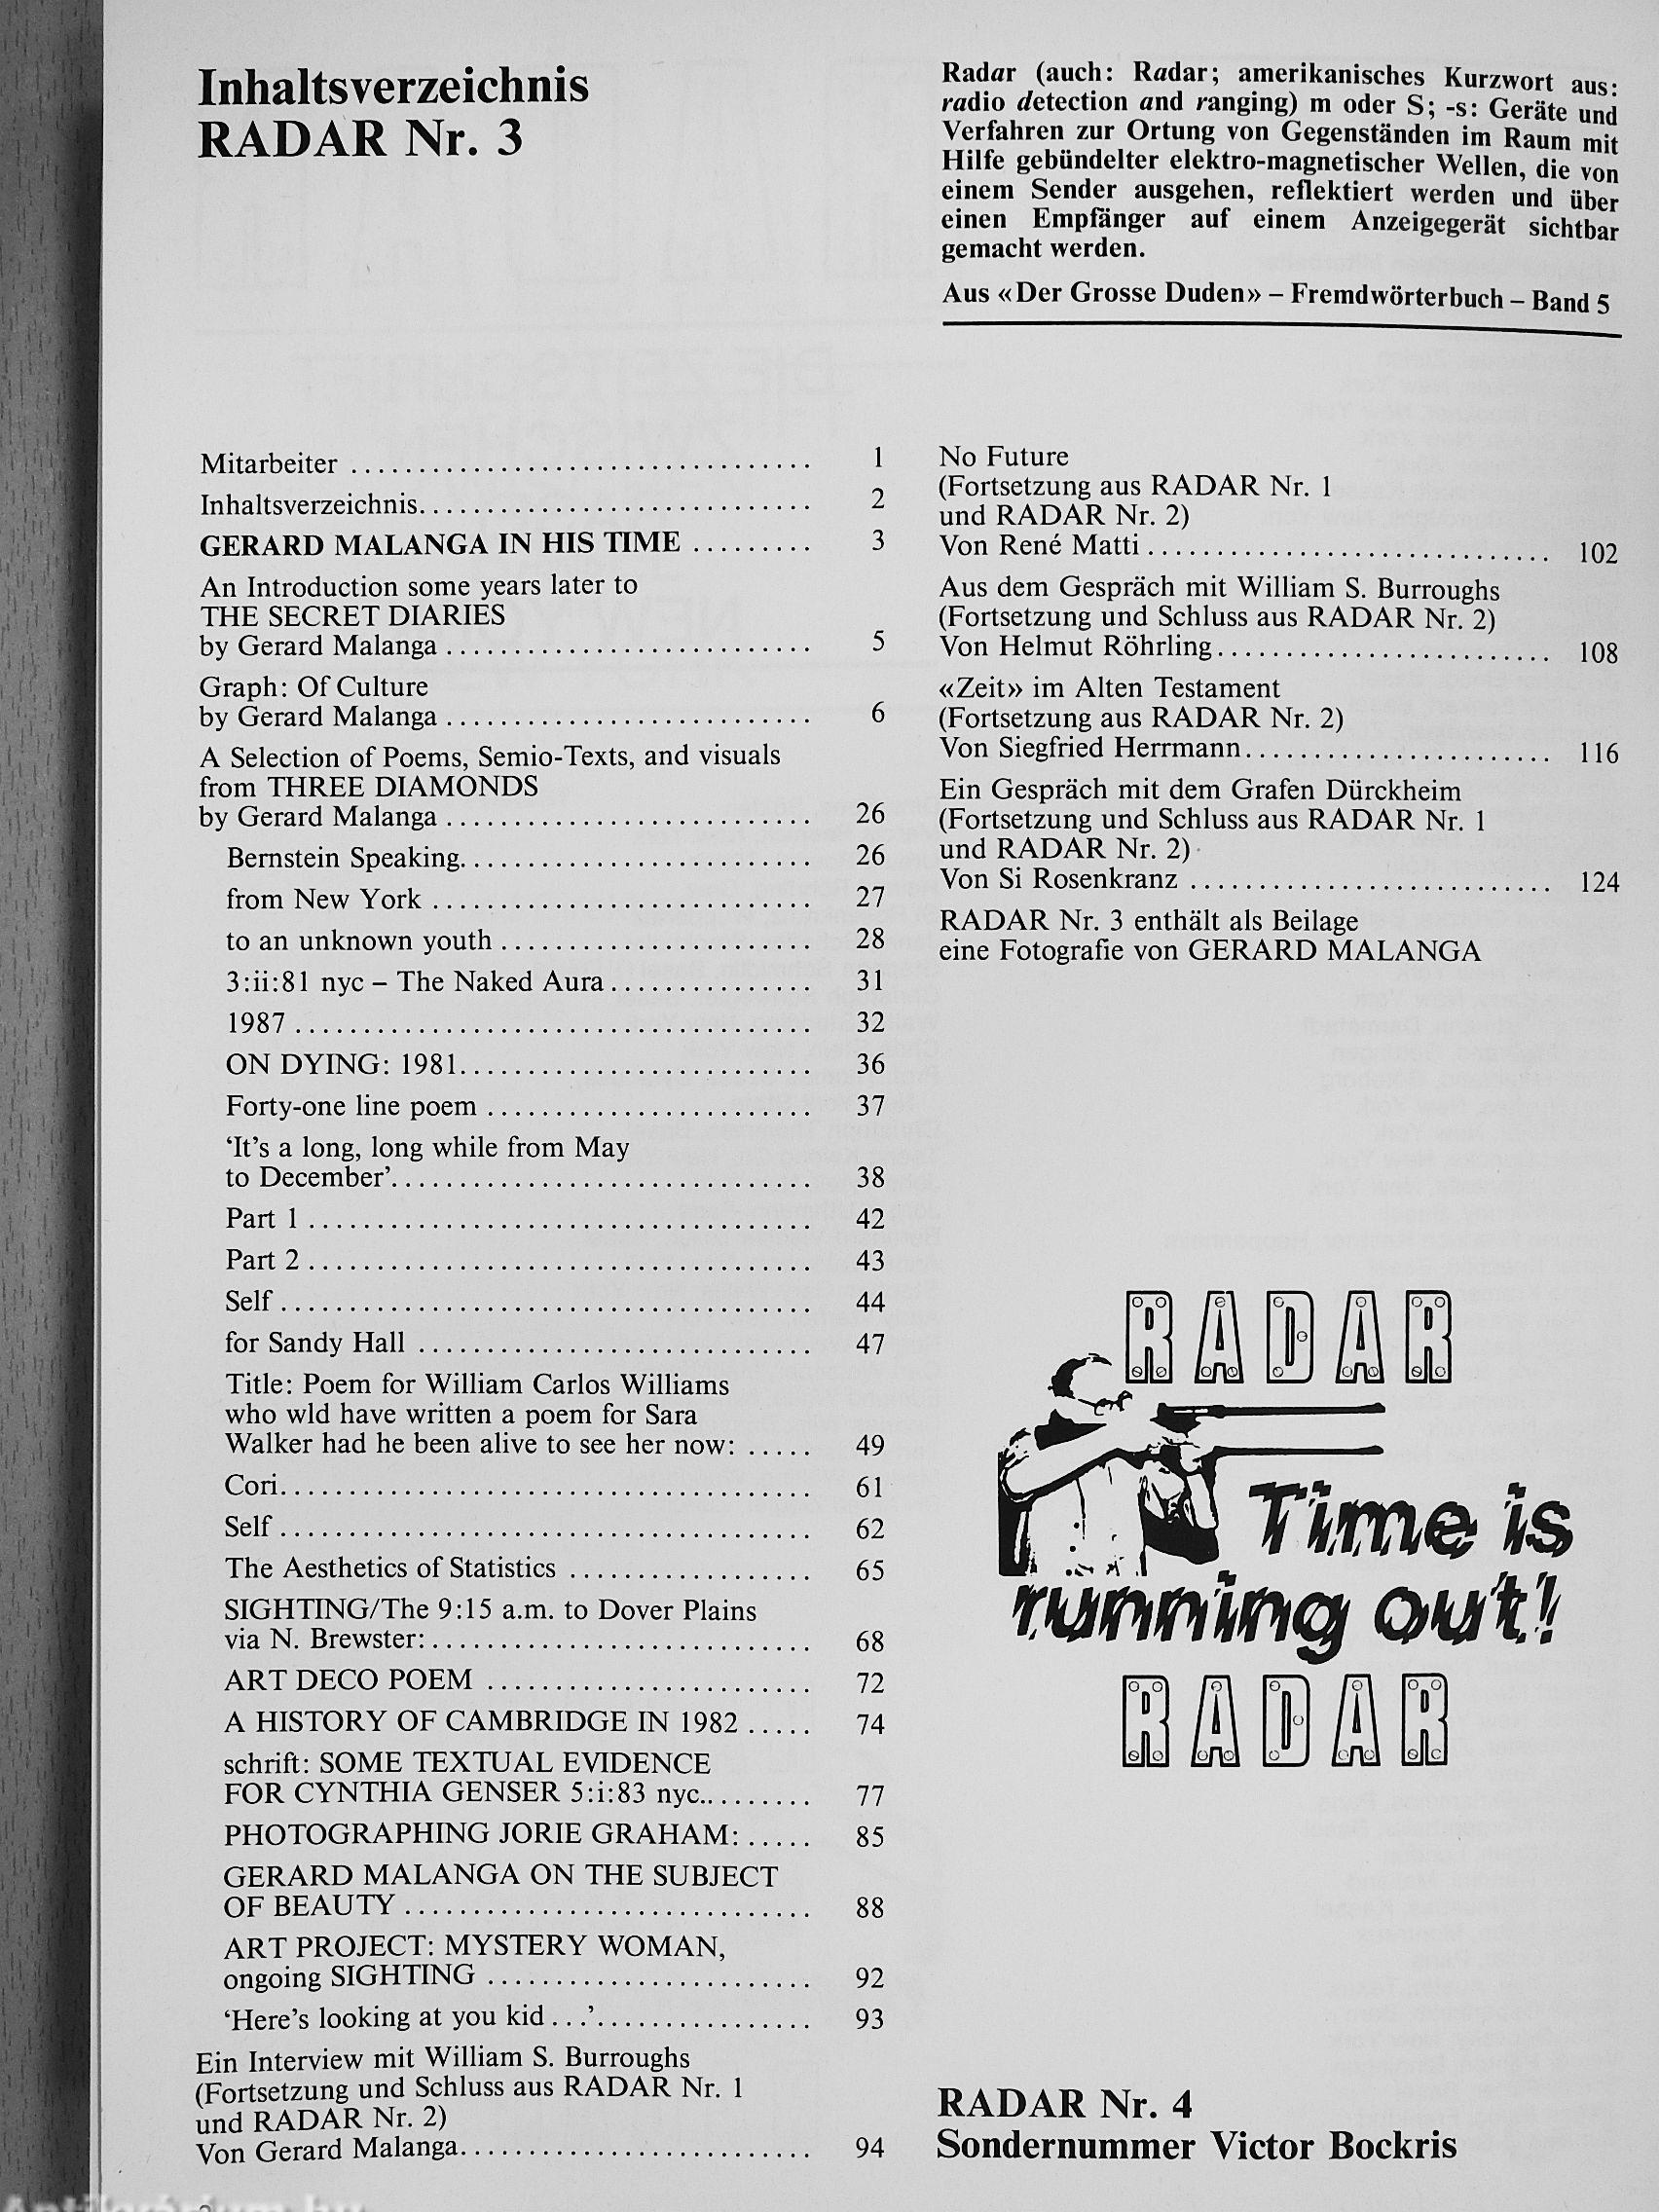 Inhaltsverzeichnis
RADAR Nr. 3
Radar (auch: Radar; amerikanisches Kurzwort aus:
radio detection and ranging) m oder S; -s: Geräte und
Verfahren zur Ortung von Gegenständen im Raum mit
Hilfe gebündelter elektro-magnetischer Wellen, die von
einem Sender ausgehen, reflektiert werden und über
einen Empfänger auf einem Anzeigegerät sichtbar
gemacht werden.
Aus «Der Grosse Duden» – Fremdwörterbuch – Band 5
Mitarbeiter .................................. 1
Inhaltsverzeichnis............................. 2
GERARD MALANGA IN HIS TIME ......... 3
An Introduction some years later to
THE SECRET DIARIES
by Gerard Malanga ........................... 5
Graph: Of Culture
by Gerard Malanga ........................... 6
A Selection of Poems, Semio-Texts, and visuals
from THREE DIAMONDS
by Gerard Malanga ........................... 26
Bernstein Speaking.......................... 26
from New York ............................ 27
to an unknown youth ....................... 28
3:ii:81 nyc – The Naked Aura............... 31
1987 ...................................... 32
ON DYING: 1981.......................... 36
Forty-one line poem ........................ 37
‘It’s a long, long while from May
to December’............................... 38
Part 1 ..................................... 42
Part 2 ..................................... 43
Self ....................................... 44
for Sandy Hall ............................. 47
Title: Poem for William Carlos Williams
who wld have written a poem for Sara
Walker had he been alive to see her now: ..... 49
Cori....................................... 61
Self ....................................... 62
The Aesthetics of Statistics .................. 65
SIGHTING/The 9:15 a.m. to Dover Plains
via N. Brewster:............................ 68
ART DECO POEM ........................ 72
A HISTORY OF CAMBRIDGE IN 1982 ..... 74
schrift: SOME TEXTUAL EVIDENCE
FOR CYNTHIA GENSER 5:i:83 nyc......... 77
PHOTOGRAPHING JORIE GRAHAM: ..... 85
GERARD MALANGA ON THE SUBJECT
OF BEAUTY .............................. 88
ART PROJECT: MYSTERY WOMAN,
ongoing SIGHTING ........................ 92
‘Here’s looking at you kid ...’................ 93
Ein Interview mit William S. Burroughs
(Fortsetzung und Schluss aus RADAR Nr. 1
und RADAR Nr. 2)
Von Gerard Malanga.......................... 94
No Future
(Fortsetzung aus RADAR Nr. 1
und RADAR Nr. 2)
Von René Matti .............................. 102
Aus dem Gespräch mit William S. Burroughs
(Fortsetzung und Schluss aus RADAR Nr. 2)
Von Helmut Röhrling......................... 108
«Zeit» im Alten Testament
(Fortsetzung aus RADAR Nr. 2)
Von Siegfried Herrmann....................... 116
Ein Gespräch mit dem Grafen Dürckheim
(Fortsetzung und Schluss aus RADAR Nr. 1
und RADAR Nr. 2)
Von Si Rosenkranz ........................... 124
RADAR Nr. 3 enthält als Beilage
eine Fotografie von GERARD MALANGA
RADAR
Time is
running out!
RADAR
RADAR Nr. 4
Sondernummer Victor Bockris